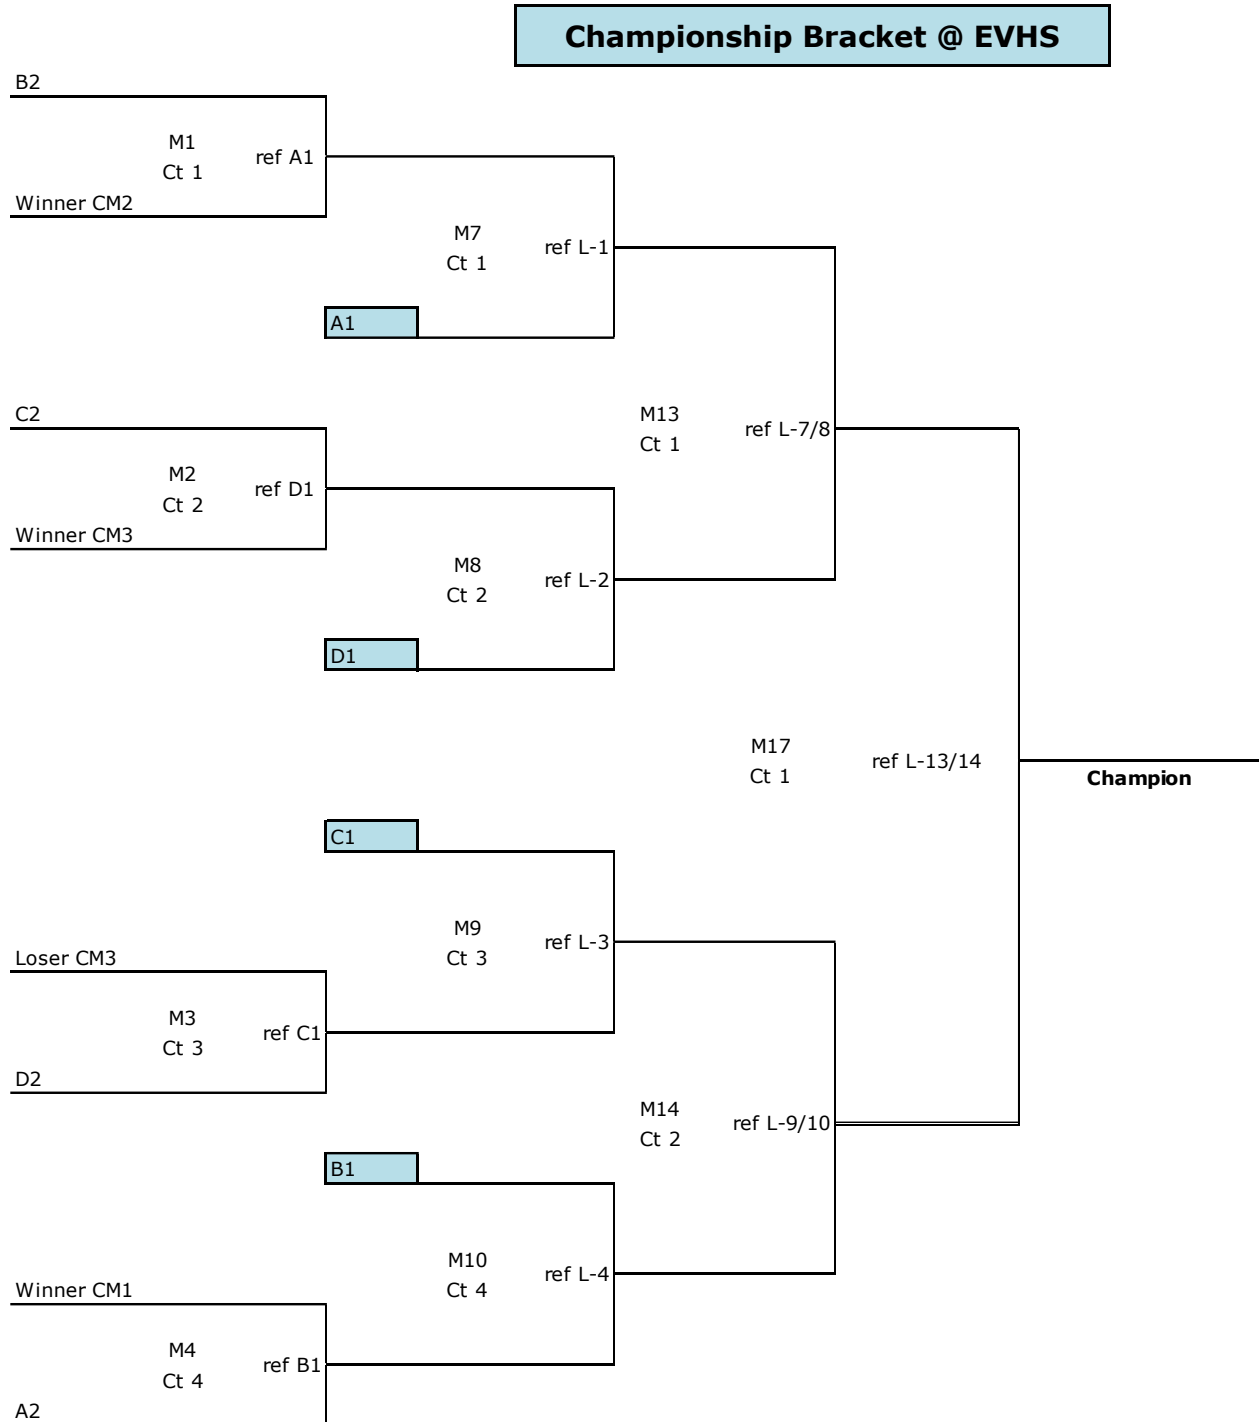 Championship Bracket @ EVHS
B2
M1
Ct 1
ref A1
Winner CM2
M7
Ct 1
ref L-1
A1
C2
M13
Ct 1
ref L-7/8
M2
Ct 2
ref D1
Winner CM3
M8
Ct 2
ref L-2
D1
M17
Ct 1
ref L-13/14
Champion
C1
M9
Ct 3
ref L-3
Loser CM3
M3
Ct 3
ref C1
D2
M14
Ct 2
ref L-9/10
B1
M10
Ct 4
ref L-4
Winner CM1
M4
Ct 4
ref B1
A2